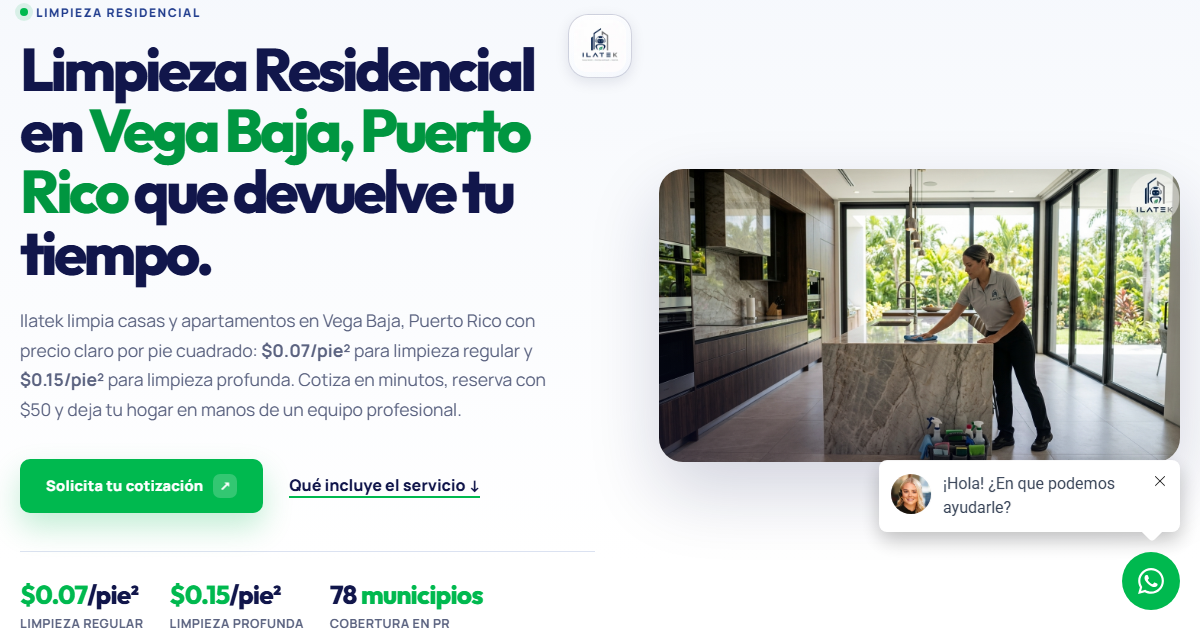 LIMPIEZA RESIDENCIAL
ILATEK
Limpieza Residencial
en Vega Baja, Puerto
Rico que devuelve tu
tiempo.
ILATEK
Ilatek limpia casas y apartamentos en Vega Baja, Puerto Rico con
precio claro por pie cuadrado: $0.07/pie² para limpieza regular y
$0.15/pie² para limpieza profunda. Cotiza en minutos, reserva con
$50 y deja tu hogar en manos de un equipo profesional.
Solicita tu cotización ↗
Qué incluye el servicio ↓
¡Hola! ¿En que podemos
ayudarle?
$0.07/pie²
LIMPIEZA REGULAR
$0.15/pie²
LIMPIEZA PROFUNDA
78 municipios
COBERTURA EN PR